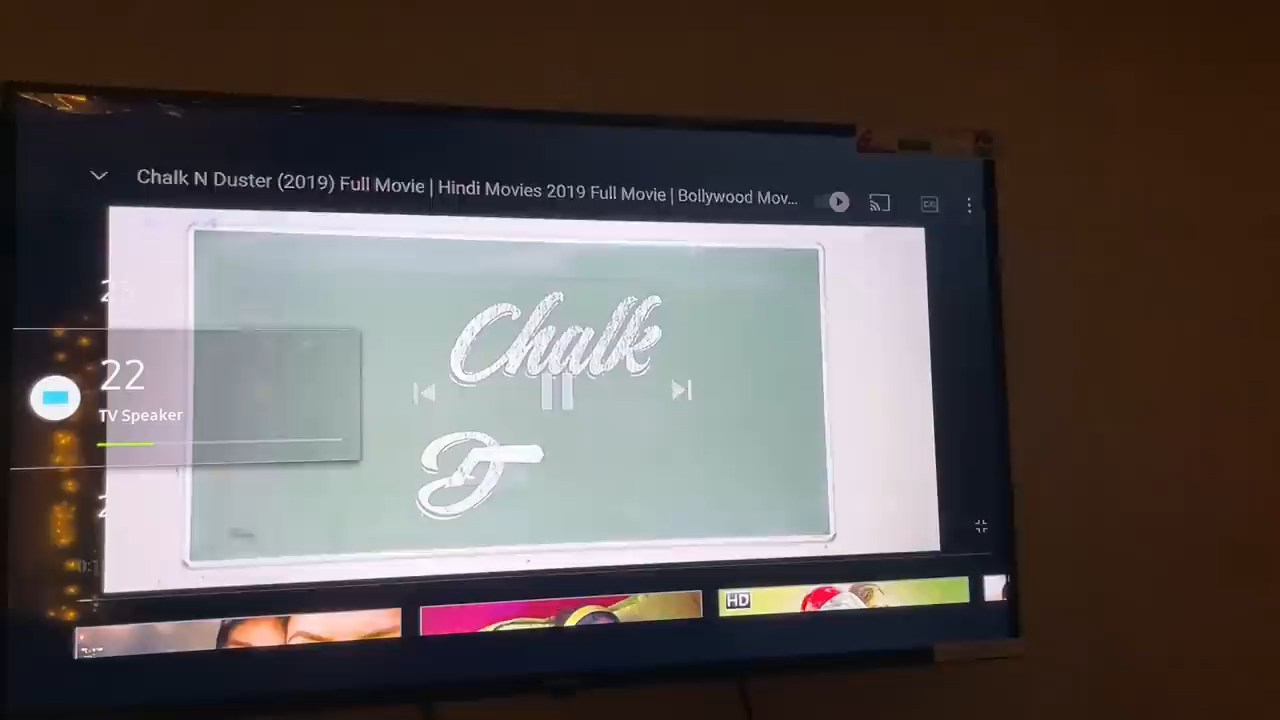 Chalk N Duster (2019) Full Movie | Hindi Movies 2019 Full Movie | Bollywood Mov...
Chalk
22
TV Speaker
HD